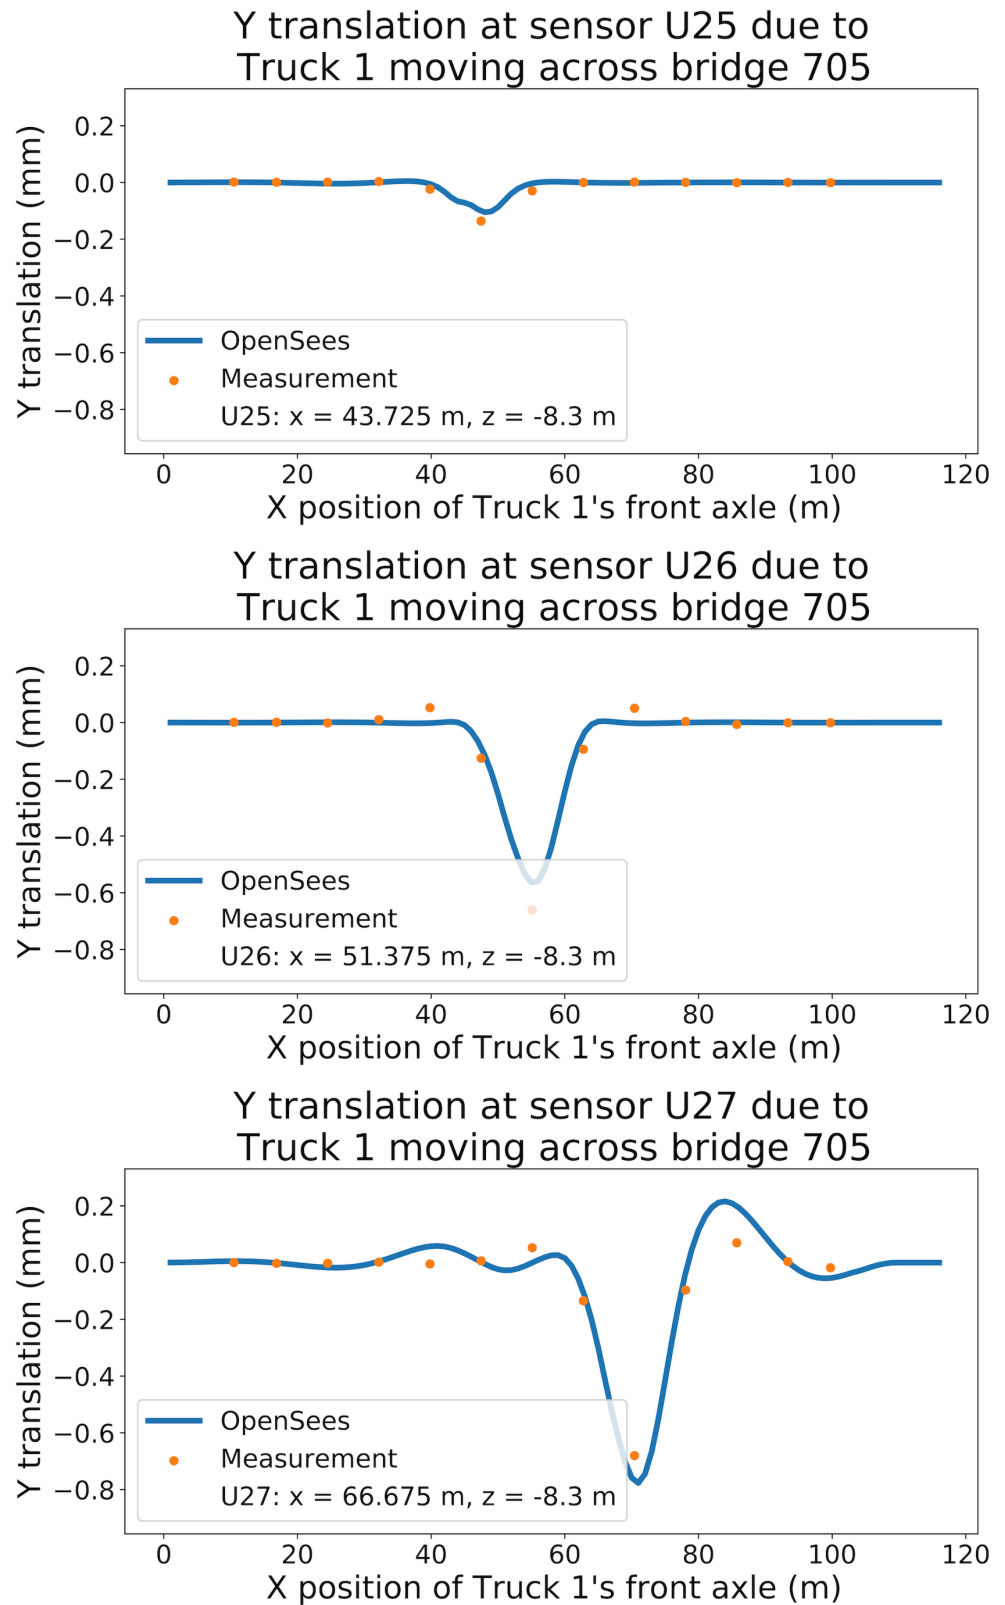 Y translation at sensor U25 due to
Truck 1 moving across bridge 705
Y translation (mm)
0.2
0.0
−0.2
−0.4
−0.6
−0.8
OpenSees
Measurement
U25: x = 43.725 m, z = -8.3 m
0 20 40 60 80 100 120
X position of Truck 1's front axle (m)
Y translation at sensor U26 due to
Truck 1 moving across bridge 705
Y translation (mm)
0.2
0.0
−0.2
−0.4
−0.6
−0.8
OpenSees
Measurement
U26: x = 51.375 m, z = -8.3 m
0 20 40 60 80 100 120
X position of Truck 1's front axle (m)
Y translation at sensor U27 due to
Truck 1 moving across bridge 705
Y translation (mm)
0.2
0.0
−0.2
−0.4
−0.6
−0.8
OpenSees
Measurement
U27: x = 66.675 m, z = -8.3 m
0 20 40 60 80 100 120
X position of Truck 1's front axle (m)